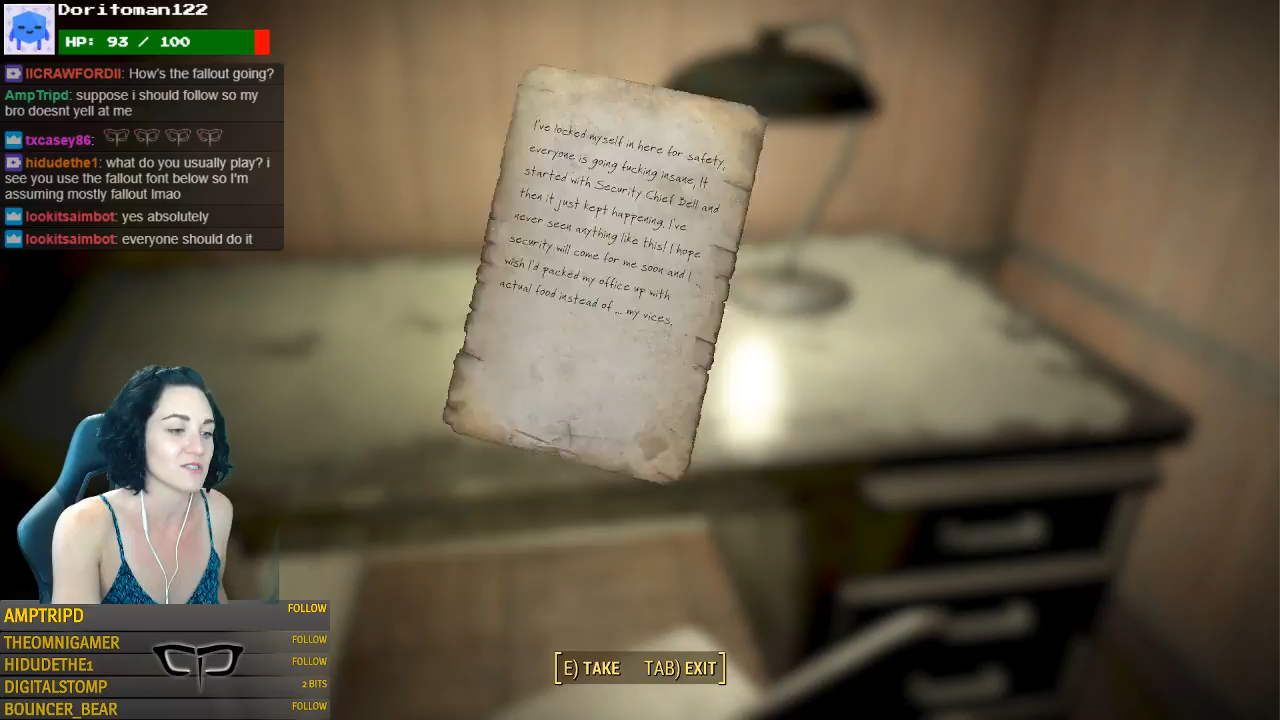 Doritoman122
HP: 93 / 100
IICRAWFORDII: How's the fallout going?
AmpTripd: suppose i should follow so my
bro doesnt yell at me
txcasey86:
hidudethe1: what do you usually play? i
see you use the fallout font below so I'm
assuming mostly fallout lmao
lookitsaimbot: yes absolutely
lookitsaimbot: everyone should do it
I've locked myself in here for safety,
everyone is going fucking insane, It
started with Security Chief Dell and
then it just kept happening. I've
never seen anything like this! I hope
security will come for me soon and I
wish I'd packed my office up with
actual food instead of ... my vices.
AMPTRIPD FOLLOW
THEOMNIGAMER FOLLOW
HIDUDETHE1 FOLLOW
DIGITALSTOMP 2 BITS
BOUNCER_BEAR FOLLOW
E) TAKE TAB) EXIT